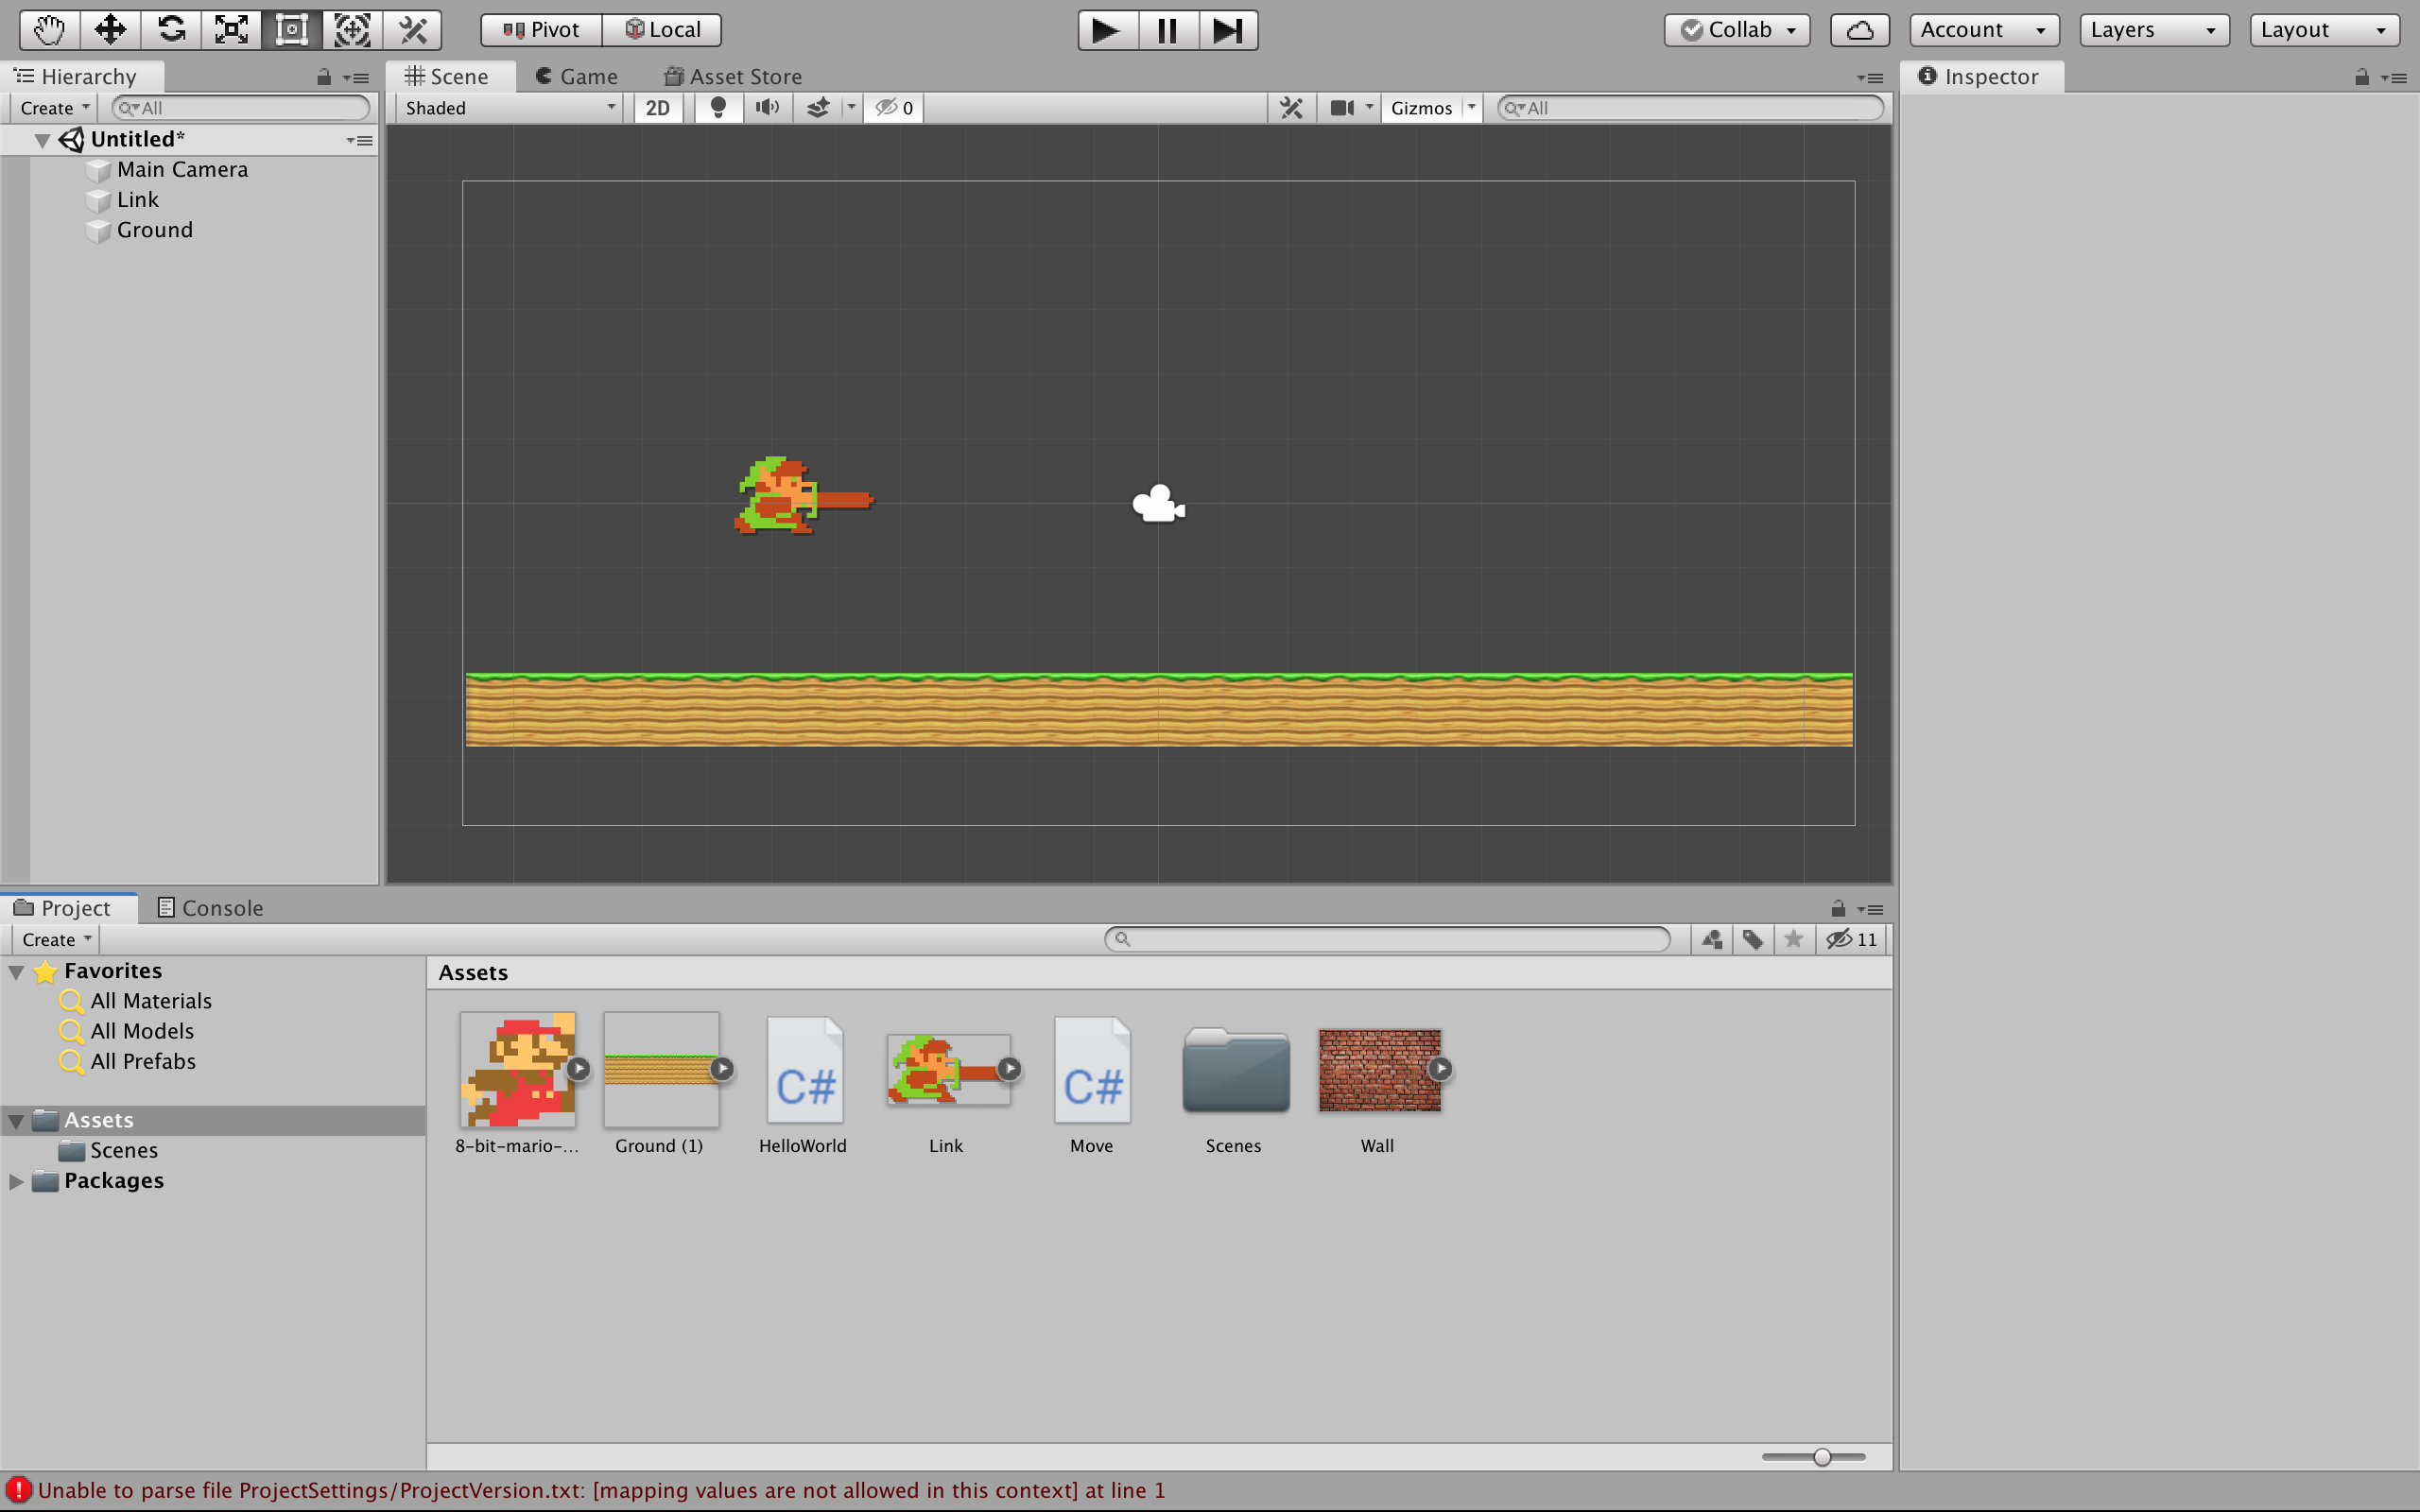 Pivot Local Collab Account Layers Layout
Hierarchy Scene Game Asset Store Inspector
Create All Shaded 2D 0 Gizmos All
Untitled*
Main Camera
Link
Ground
Project Console
Create 11
Favorites
All Materials
All Models
All Prefabs
Assets
Scenes
Packages
Assets
C# C#
8-bit-mario-... Ground (1) HelloWorld Link Move Scenes Wall
Unable to parse file ProjectSettings/ProjectVersion.txt: [mapping values are not allowed in this context] at line 1